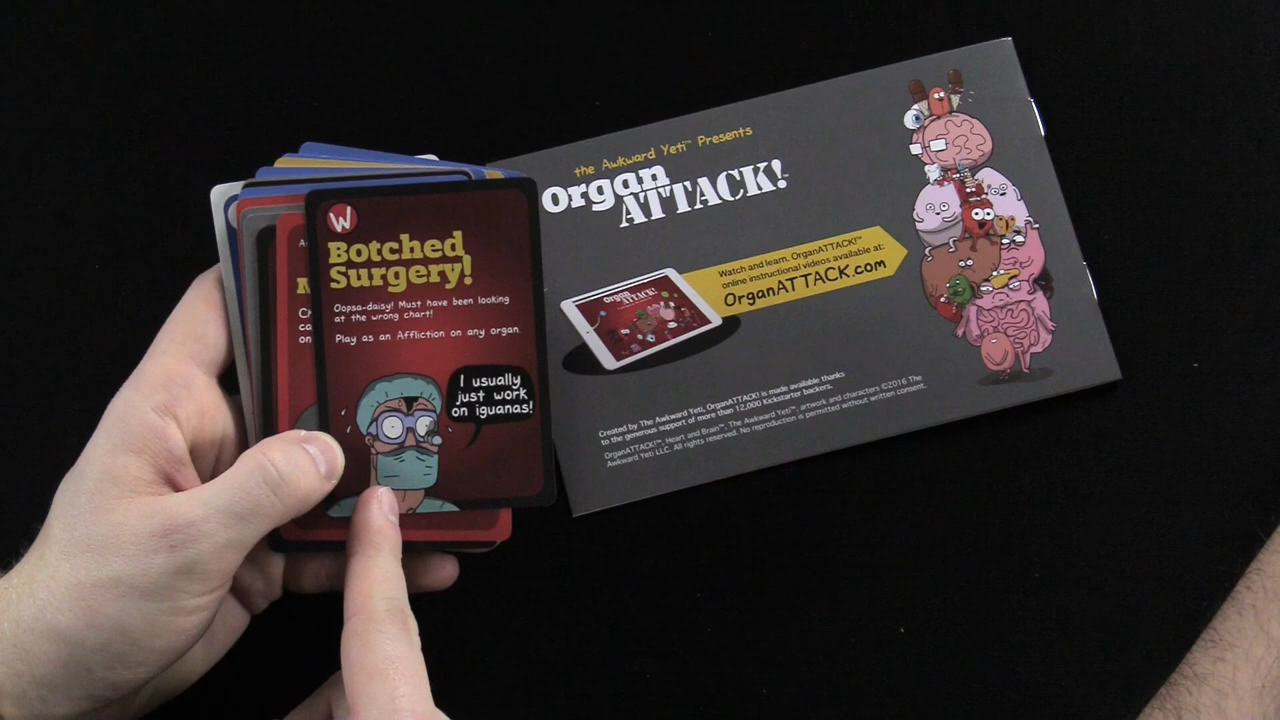 W
Botched
Surgery!
Oopsa-daisy! Must have been looking
at the wrong chart!
Play as an Affliction on any organ.
I usually
just work
on iguanas!
the Awkward Yeti™ Presents
organ
ATTACK!™
Watch and learn. OrganATTACK!™
online instructional videos available at:
OrganATTACK.com
organ
ATTACK!
Created by The Awkward Yeti, OrganATTACK! is made available thanks
to the generous support of more than 12,000 Kickstarter backers.
OrganATTACK!™, Heart and Brain™, The Awkward Yeti™, artwork and characters ©2016 The
Awkward Yeti LLC. All rights reserved. No reproduction is permitted without written consent.